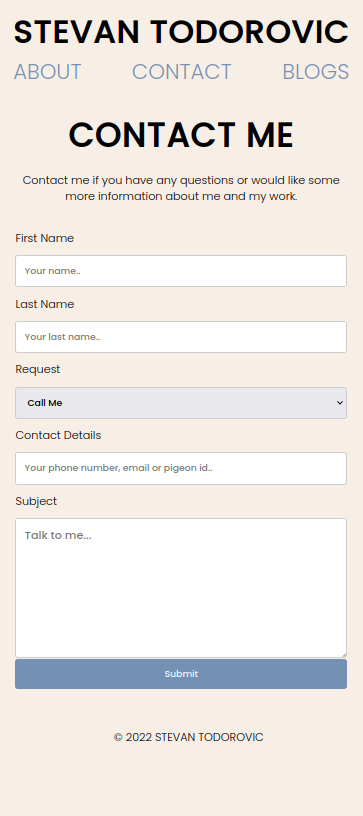 STEVAN TODOROVIC
ABOUT CONTACT BLOGS
CONTACT ME
Contact me if you have any questions or would like some
more information about me and my work.
First Name
Your name..
Last Name
Your last name..
Request
Call Me
Contact Details
Your phone number, email or pigeon id..
Subject
Talk to me...
Submit
© 2022 STEVAN TODOROVIC